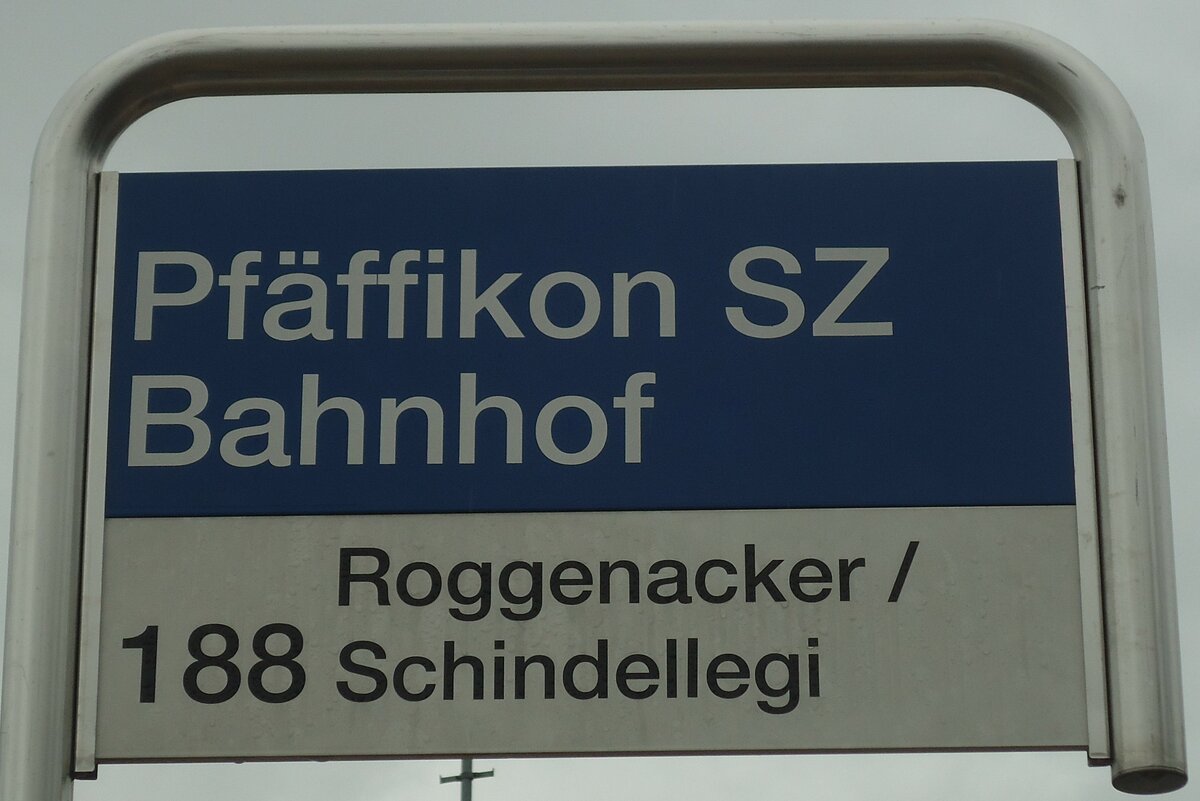 Pfäffikon SZ
Bahnhof
Roggenacker /
188 Schindellegi